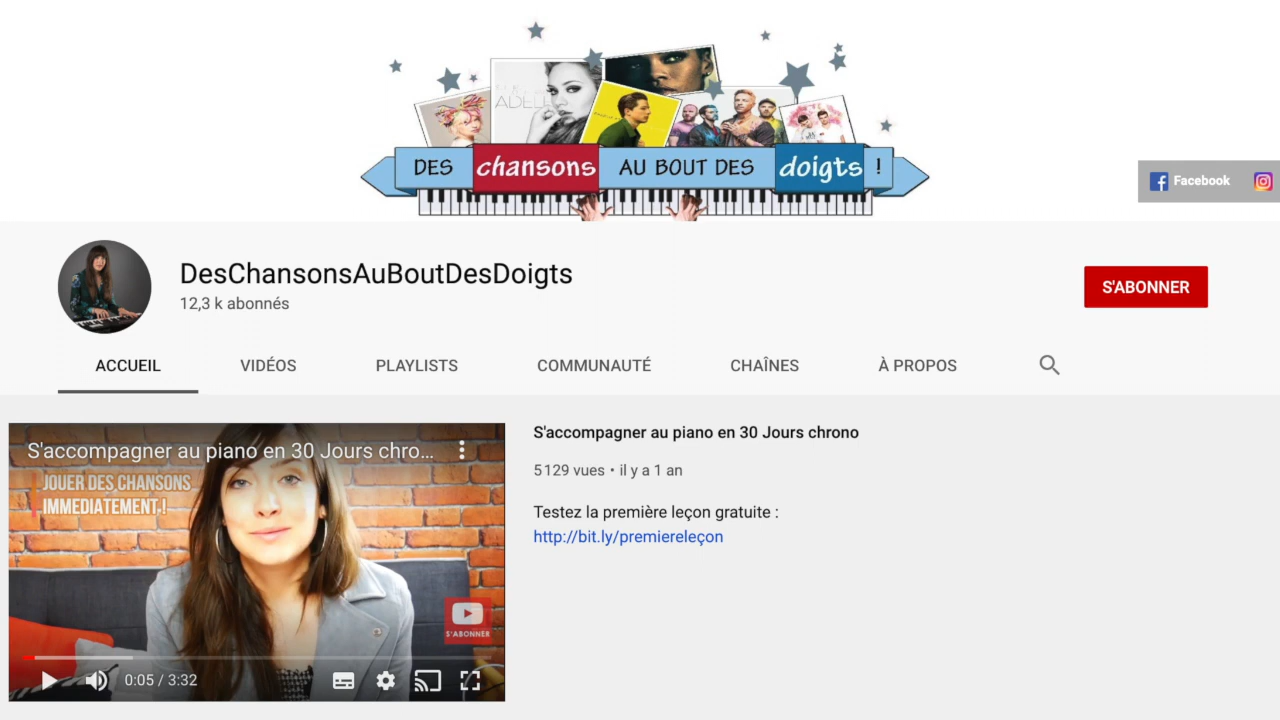 ADELE
DES chansons AU BOUT DES doigts !
Facebook
DesChansonsAuBoutDesDoigts
12,3 k abonnés
S'ABONNER
ACCUEIL
VIDÉOS
PLAYLISTS
COMMUNAUTÉ
CHAÎNES
À PROPOS
S'accompagner au piano en 30 Jours chro...
JOUER DES CHANSONS
IMMEDIATEMENT !
S'ABONNER
0:05 / 3:32
S'accompagner au piano en 30 Jours chrono
5 129 vues • il y a 1 an
Testez la première leçon gratuite :
http://bit.ly/premiereleçon